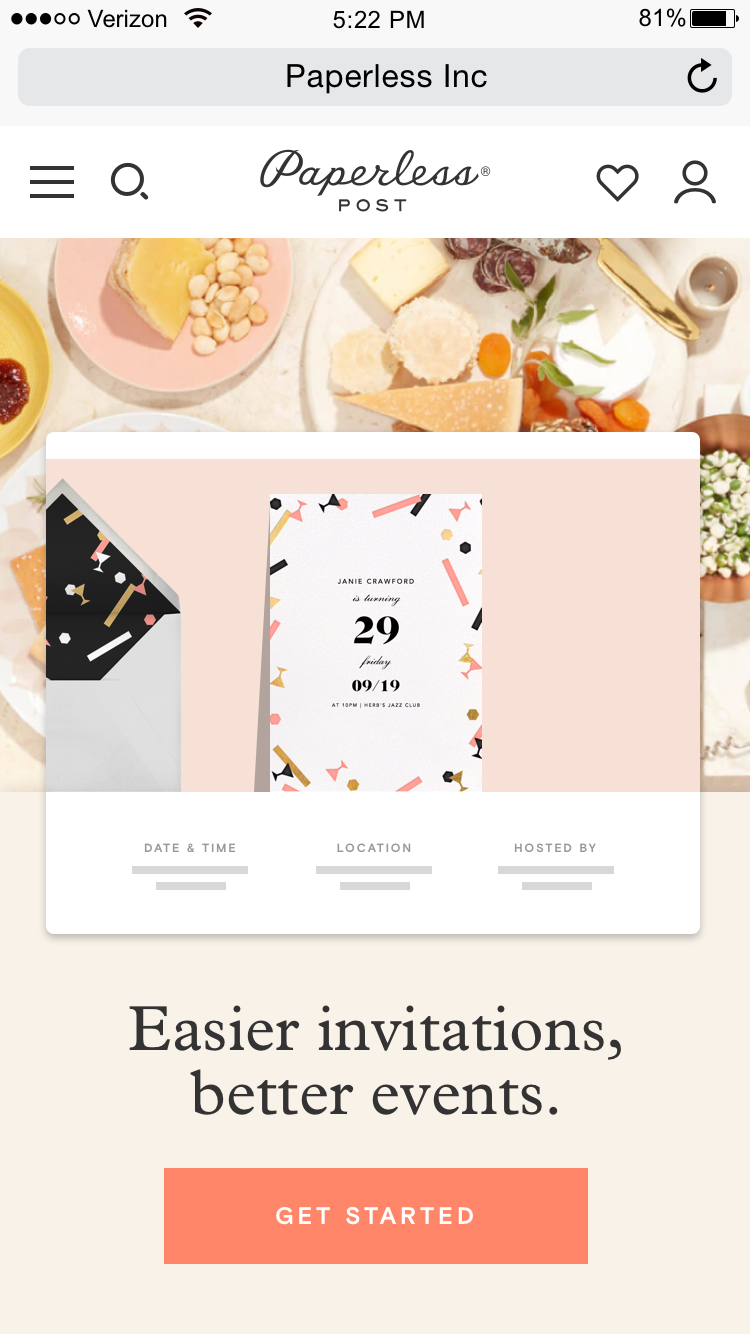 Verizon 5:22 PM 81%
Paperless Inc
Paperless®
POST
JANIE CRAWFORD
is turning
29
friday
09/19
AT 10PM | HERB'S JAZZ CLUB
DATE & TIME LOCATION HOSTED BY
Easier invitations,
better events.
GET STARTED